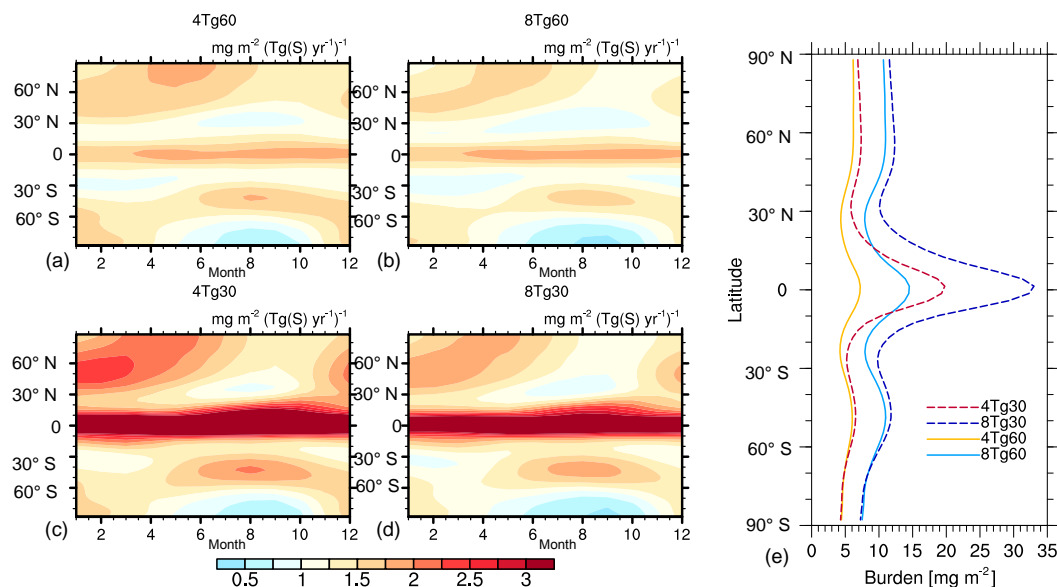 4Tg60
mg m⁻² (Tg(S) yr⁻¹)⁻¹
60° N
30° N
0
30° S
60° S
2 4 6 8 10 12
Month
(a)
8Tg60
mg m⁻² (Tg(S) yr⁻¹)⁻¹
60° N
30° N
0
30° S
60° S
2 4 6 8 10 12
Month
(b)
4Tg30
mg m⁻² (Tg(S) yr⁻¹)⁻¹
60° N
30° N
0
30° S
60° S
2 4 6 8 10 12
Month
(c)
8Tg30
mg m⁻² (Tg(S) yr⁻¹)⁻¹
60° N
30° N
0
30° S
60° S
2 4 6 8 10 12
Month
(d)
0.5 1 1.5 2 2.5 3
90° N
60° N
30° N
0
30° S
60° S
90° S
Latitude
4Tg30
8Tg30
4Tg60
8Tg60
0 5 10 15 20 25 30 35
Burden [mg m⁻²]
(e)